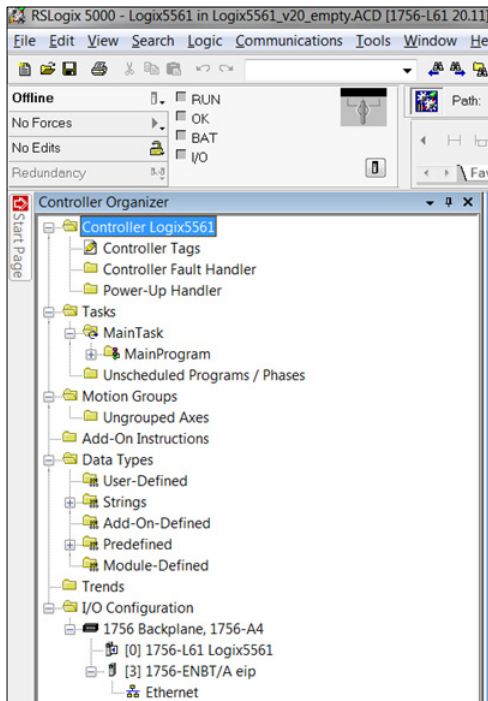 RSLogix 5000 - Logix5561 in Logix5561_v20_empty.ACD [1756-L61 20.11]
File Edit View Search Logic Communications Tools Window He
Offline
RUN
No Forces
OK
Path:
No Edits
BAT
Redundancy
I/O
Fav
Start Page
Controller Organizer
Controller Logix5561
Controller Tags
Controller Fault Handler
Power-Up Handler
Tasks
MainTask
MainProgram
Unscheduled Programs / Phases
Motion Groups
Ungrouped Axes
Add-On Instructions
Data Types
User-Defined
Strings
Add-On-Defined
Predefined
Module-Defined
Trends
I/O Configuration
1756 Backplane, 1756-A4
[0] 1756-L61 Logix5561
[3] 1756-ENBT/A eip
Ethernet